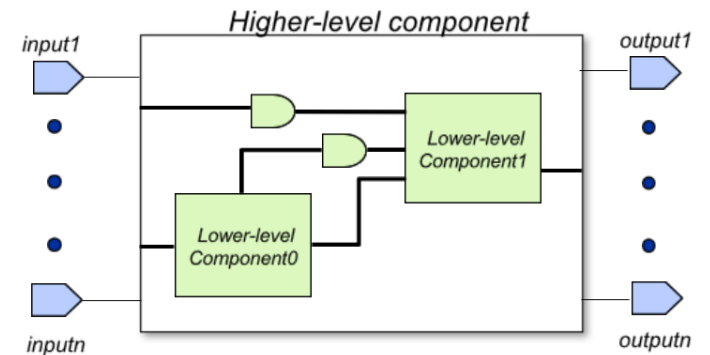 Higher-level component
input1
output1
Lower-level
Component1
Lower-level
Component0
inputn
outputn